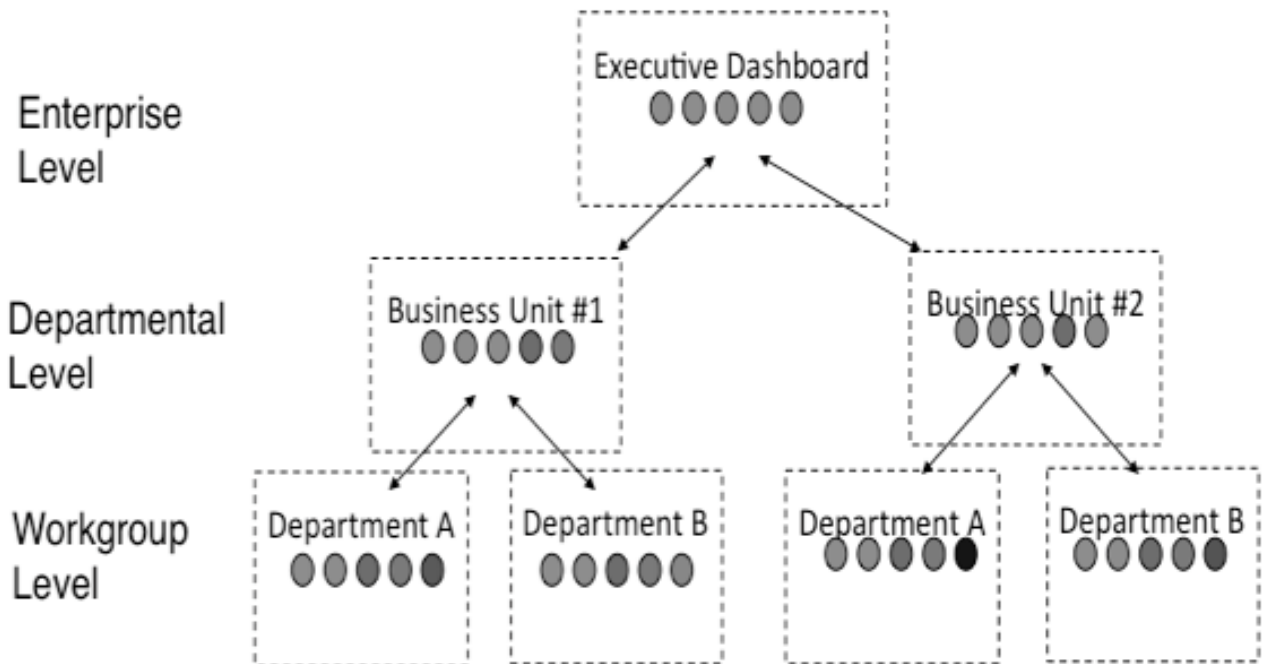 Executive Dashboard
Enterprise
Level
Business Unit #1
Business Unit #2
Departmental
Level
Workgroup
Level
Department A
Department B
Department A
Department B